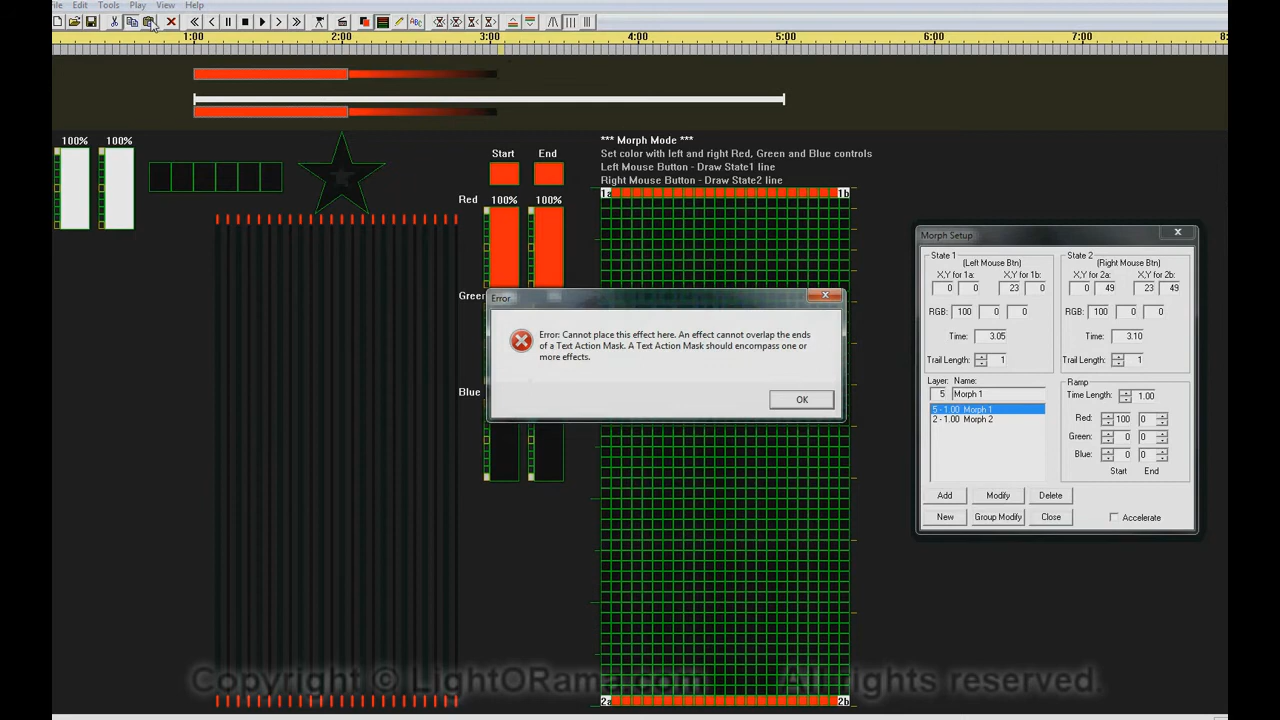 File Edit Tools Play View Help
1:00 2:00 3:00 4:00 5:00 6:00 7:00 8:
100% 100%
Start End
Red 100% 100%
Green
Blue
*** Morph Mode ***
Set color with left and right Red, Green and Blue controls
Left Mouse Button - Draw State1 line
Right Mouse Button - Draw State2 line
1a 1b
2a 2b
Error
Error: Cannot place this effect here. An effect cannot overlap the ends
of a Text Action Mask. A Text Action Mask should encompass one or
more effects.
OK
Morph Setup
State 1
(Left Mouse Btn)
X,Y for 1a: X,Y for 1b:
0 0 23 0
RGB: 100 0 0
Time: 3.05
Trail Length: 1
State 2
(Right Mouse Btn)
X,Y for 2a: X,Y for 2b:
0 49 23 49
RGB: 100 0 0
Time: 3.10
Trail Length: 1
Layer: Name:
5 Morph 1
5 - 1.00 Morph 1
2 - 1.00 Morph 2
Ramp
Time Length: 1.00
Red: 100 0
Green: 0 0
Blue: 0 0
Start End
Add Modify Delete
New Group Modify Close
Accelerate
Copyright © LightORama.com All rights reserved.